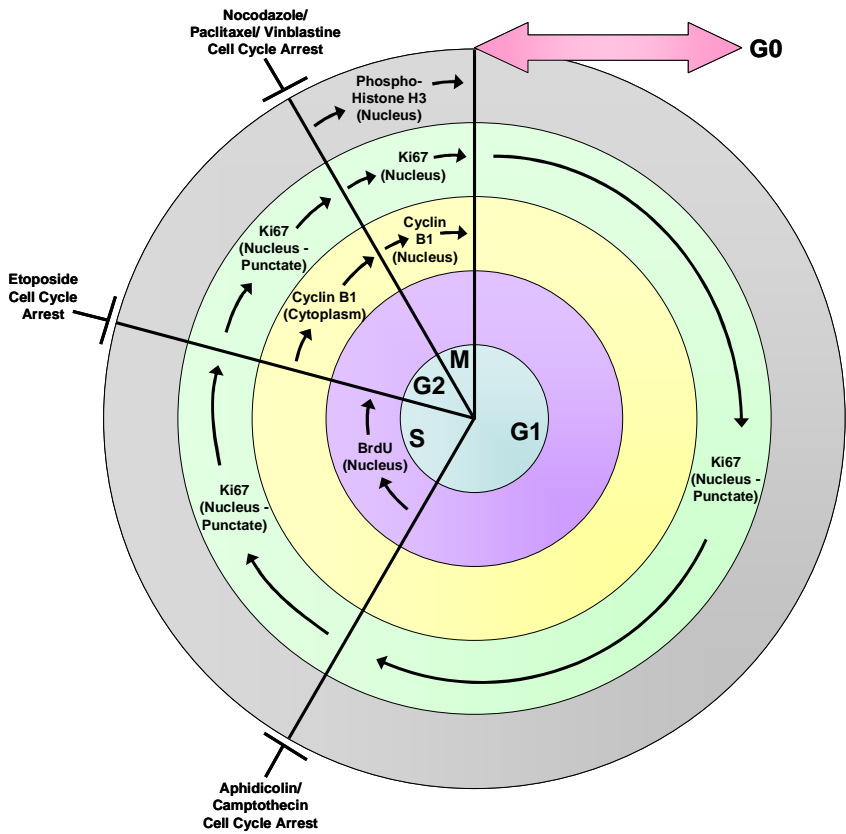 Nocodazole/
Paclitaxel/ Vinblastine
Cell Cycle Arrest
G0
Phospho-
Histone H3
(Nucleus)
Ki67
(Nucleus)
Cyclin
B1
(Nucleus)
Ki67
(Nucleus -
Punctate)
Cyclin B1
(Cytoplasm)
Etoposide
Cell Cycle
Arrest
M
G2
S
G1
BrdU
(Nucleus)
Ki67
(Nucleus -
Punctate)
Ki67
(Nucleus -
Punctate)
Aphidicolin/
Camptothecin
Cell Cycle Arrest